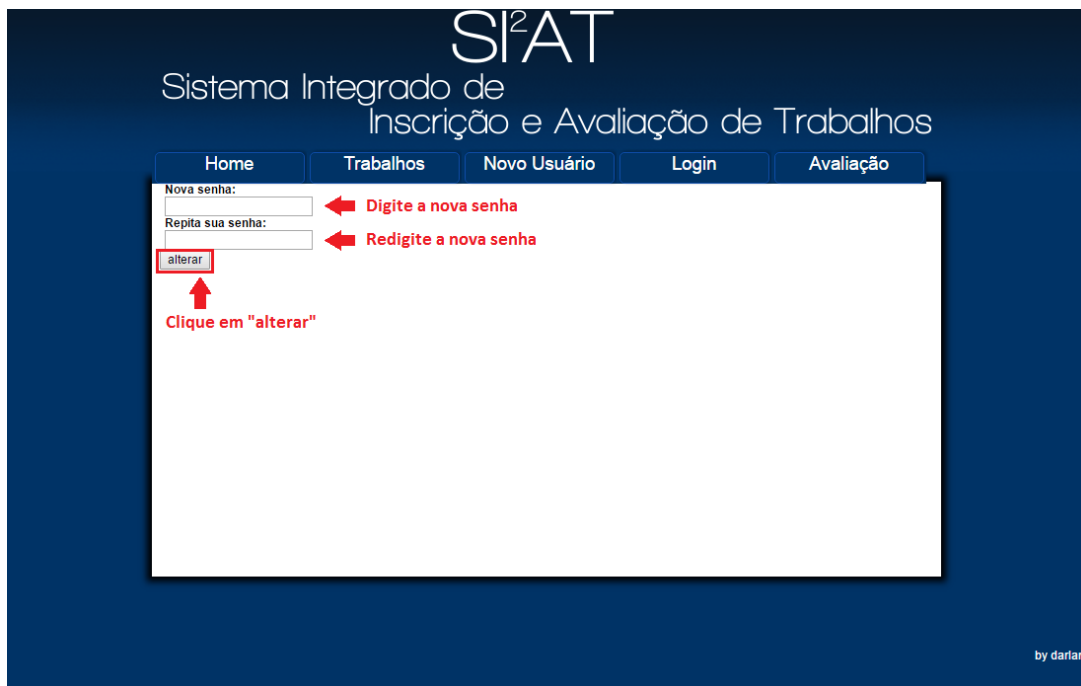 SI²AT
Sistema Integrado de
Inscrição e Avaliação de Trabalhos
Home Trabalhos Novo Usuário Login Avaliação
Nova senha:
Digite a nova senha
Repita sua senha:
Redigite a nova senha
alterar
Clique em "alterar"
by darlan